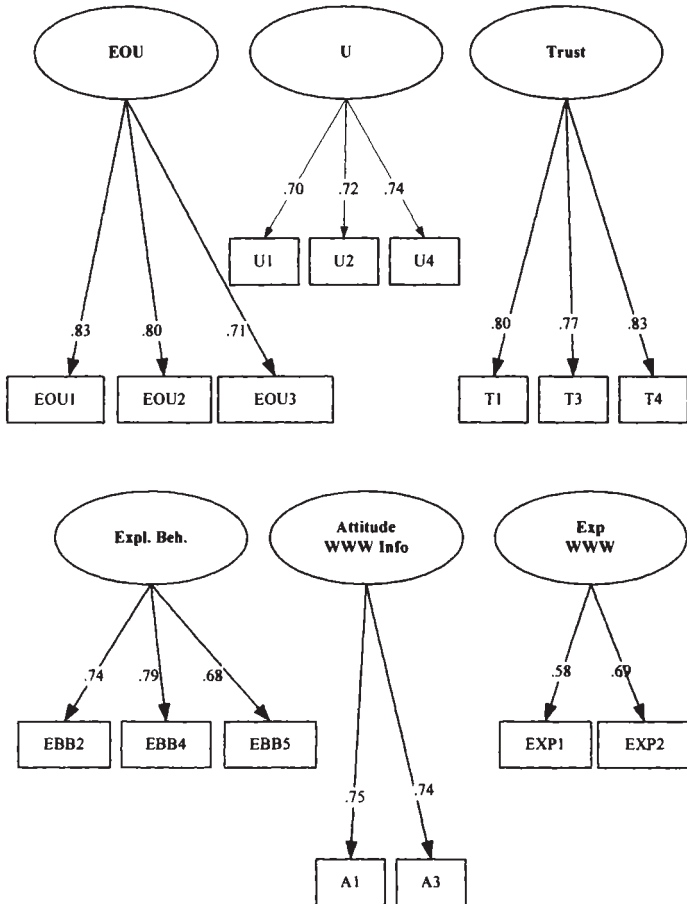 EOU
U
Trust
.70
.72
.74
U1
U2
U4
.83
.80
.71
.80
.77
.83
EOU1
EOU2
EOU3
T1
T3
T4
Expl. Beh.
Attitude
WWW Info
Exp
WWW
.74
.79
.68
.58
.69
EBB2
EBB4
EBB5
EXP1
EXP2
.75
.74
A1
A3